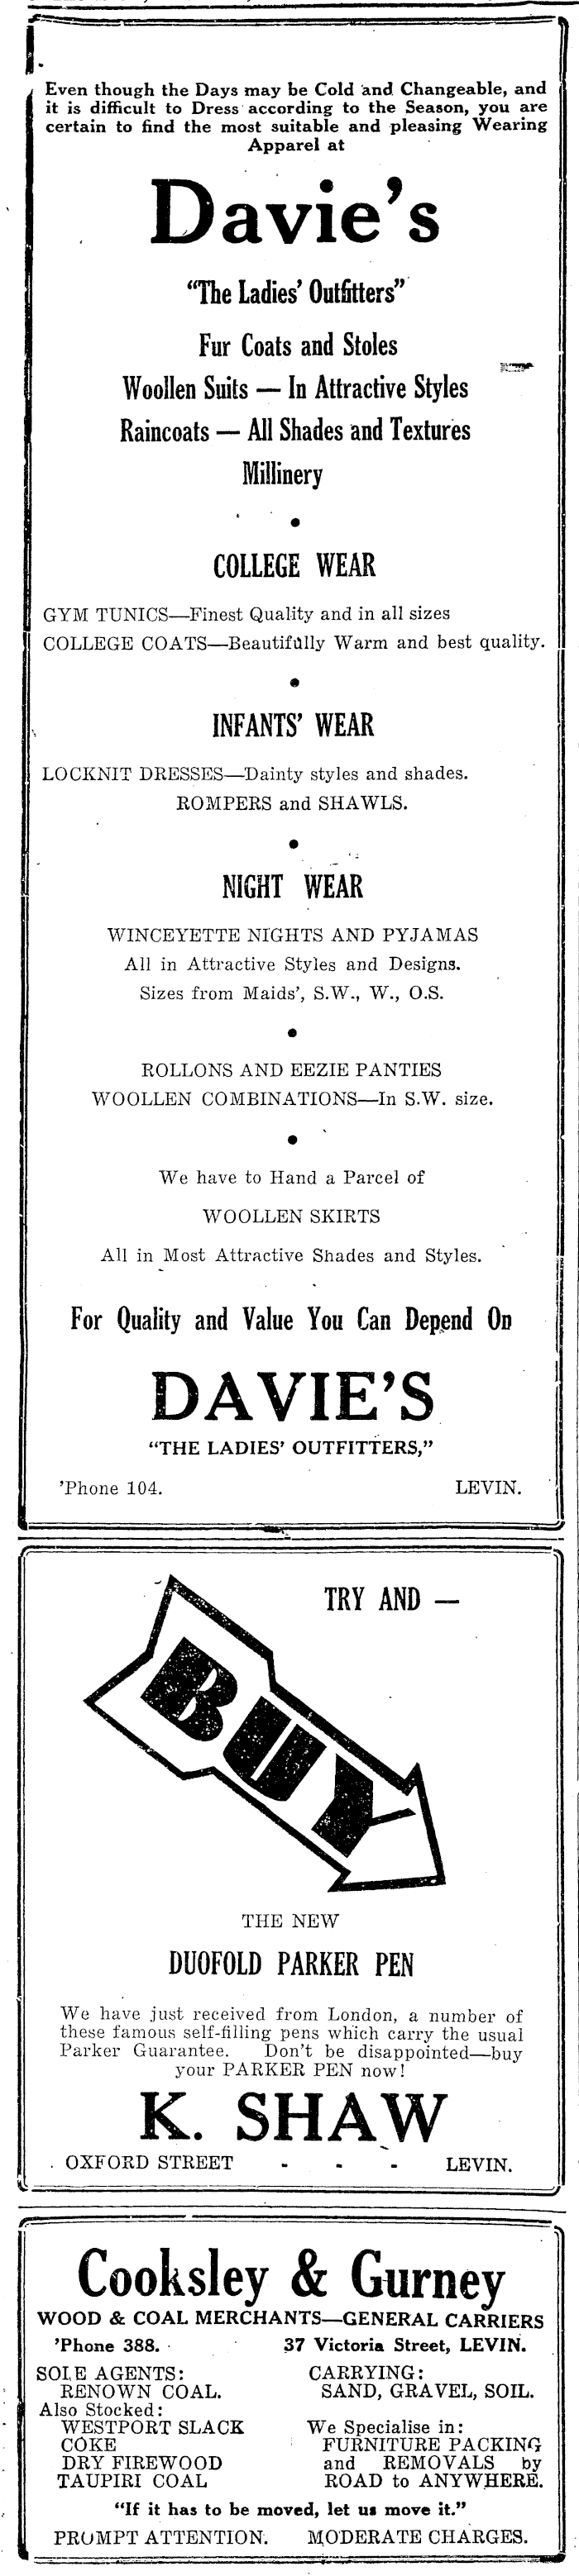 Even though the Days may be Cold and Changeable, and
it is difficult to Dress according to the Season, you are
certain to find the most suitable and pleasing Wearing
Apparel at
Davie's
"The Ladies' Outfitters"
Fur Coats and Stoles
Woollen Suits — In Attractive Styles
Raincoats — All Shades and Textures
Millinery
•
COLLEGE WEAR
GYM TUNICS—Finest Quality and in all sizes
COLLEGE COATS—Beautifully Warm and best quality.
•
INFANTS' WEAR
LOCKNIT DRESSES—Dainty styles and shades.
ROMPERS and SHAWLS.
•
NIGHT WEAR
WINCEYETTE NIGHTS AND PYJAMAS
All in Attractive Styles and Designs.
Sizes from Maids', S.W., W., O.S.
•
ROLLONS AND EEZIE PANTIES
WOOLLEN COMBINATIONS—In S.W. size.
•
We have to Hand a Parcel of
WOOLLEN SKIRTS
All in Most Attractive Shades and Styles.
For Quality and Value You Can Depend On
DAVIE'S
"THE LADIES' OUTFITTERS,"
'Phone 104. LEVIN.
TRY AND —
BUY
THE NEW
DUOFOLD PARKER PEN
We have just received from London, a number of
these famous self-filling pens which carry the usual
Parker Guarantee. Don't be disappointed—buy
your PARKER PEN now!
K. SHAW
OXFORD STREET - - - LEVIN.
Cooksley & Gurney
WOOD & COAL MERCHANTS—GENERAL CARRIERS
'Phone 388. 37 Victoria Street, LEVIN.
SOLE AGENTS:
RENOWN COAL.
Also Stocked:
WESTPORT SLACK
COKE
DRY FIREWOOD
TAUPIRI COAL
CARRYING:
SAND, GRAVEL, SOIL.
We Specialise in:
FURNITURE PACKING
and REMOVALS by
ROAD to ANYWHERE.
"If it has to be moved, let us move it."
PROMPT ATTENTION. MODERATE CHARGES.